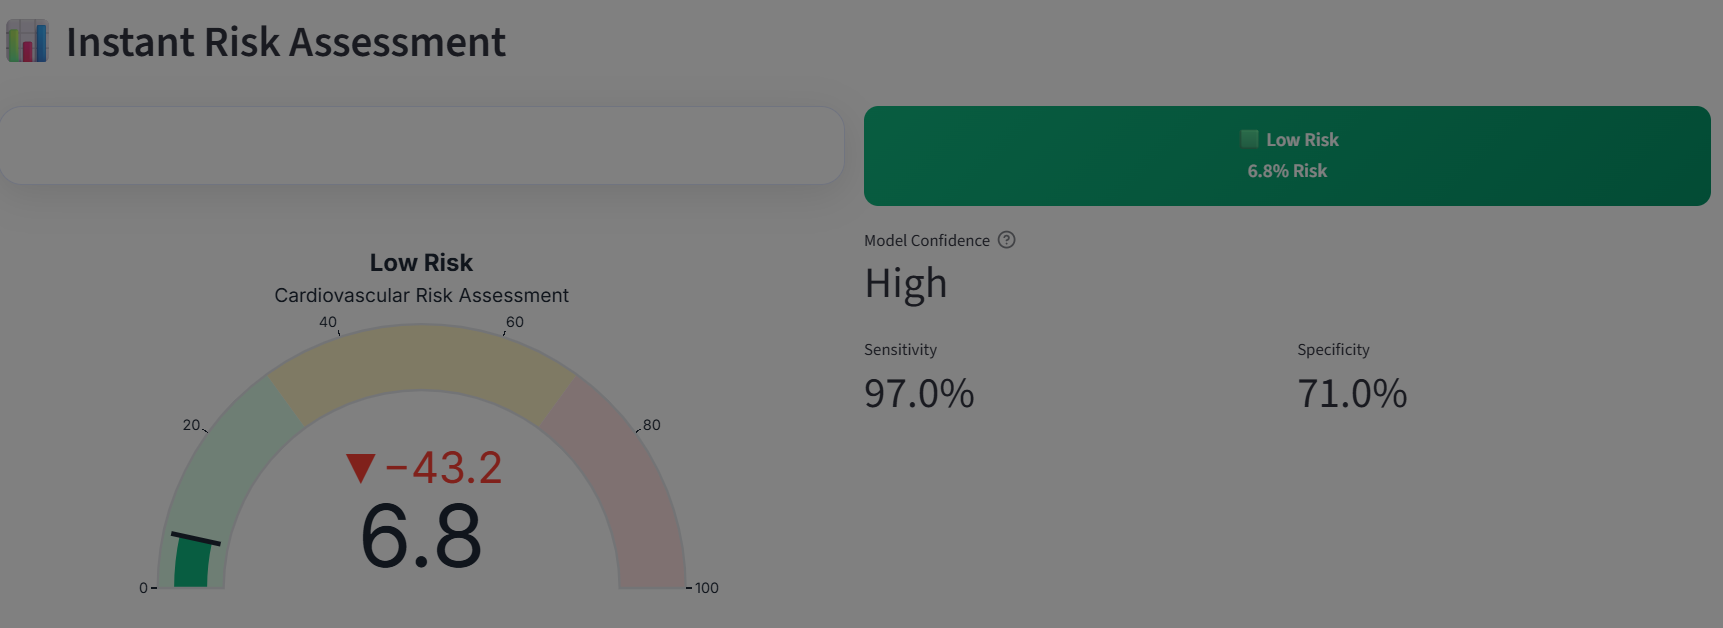 Instant Risk Assessment
Low Risk
6.8% Risk
Model Confidence
High
Sensitivity
97.0%
Specificity
71.0%
Low Risk
Cardiovascular Risk Assessment
0
20
40
60
80
100
▼−43.2
6.8